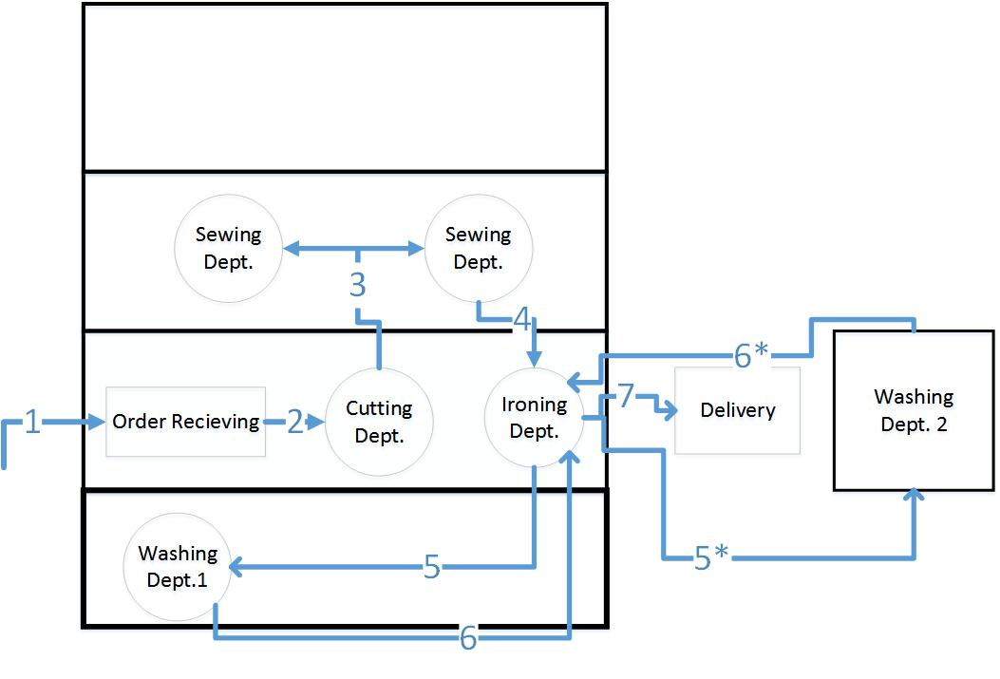 Sewing
Dept.
Sewing
Dept.
3
4
6*
1
Order Recieving
2
Cutting
Dept.
Ironing
Dept.
7
Delivery
Washing
Dept. 2
Washing
Dept.1
5
5*
6